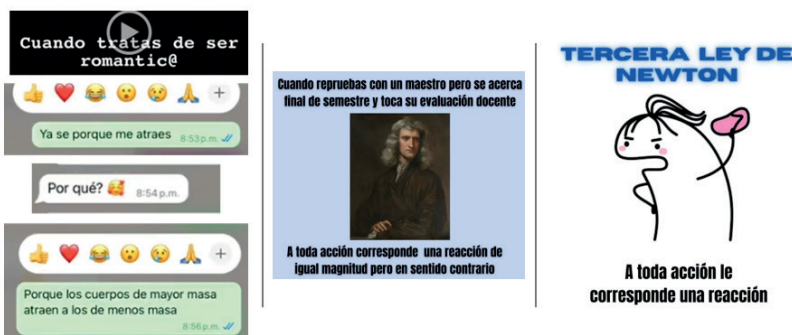 Cuando tratas de ser
romantic@
Ya se porque me atraes
8:53 p.m.
Por qué?
8:54 p.m.
Porque los cuerpos de mayor masa
atraen a los de menos masa
8:56 p.m.
Cuando repruebas con un maestro pero se acerca
final de semestre y toca su evaluación docente
A toda acción corresponde una reacción de
igual magnitud pero en sentido contrario
TERCERA LEY DE
NEWTON
A toda acción le
corresponde una reacción